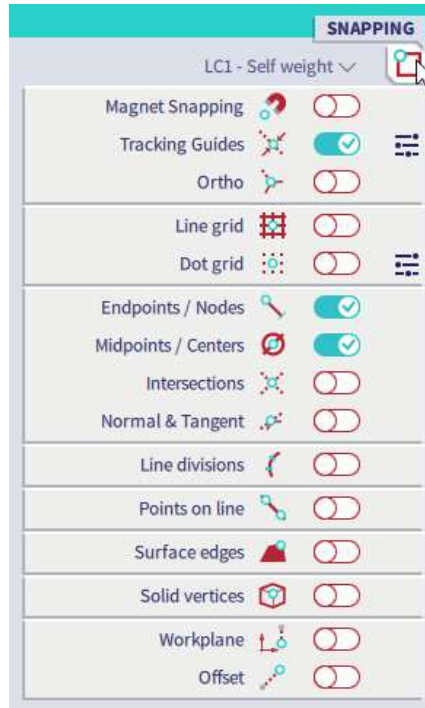 SNAPPING
LC1 - Self weight
Magnet Snapping
Tracking Guides
Ortho
Line grid
Dot grid
Endpoints / Nodes
Midpoints / Centers
Intersections
Normal & Tangent
Line divisions
Points on line
Surface edges
Solid vertices
Workplane
Offset